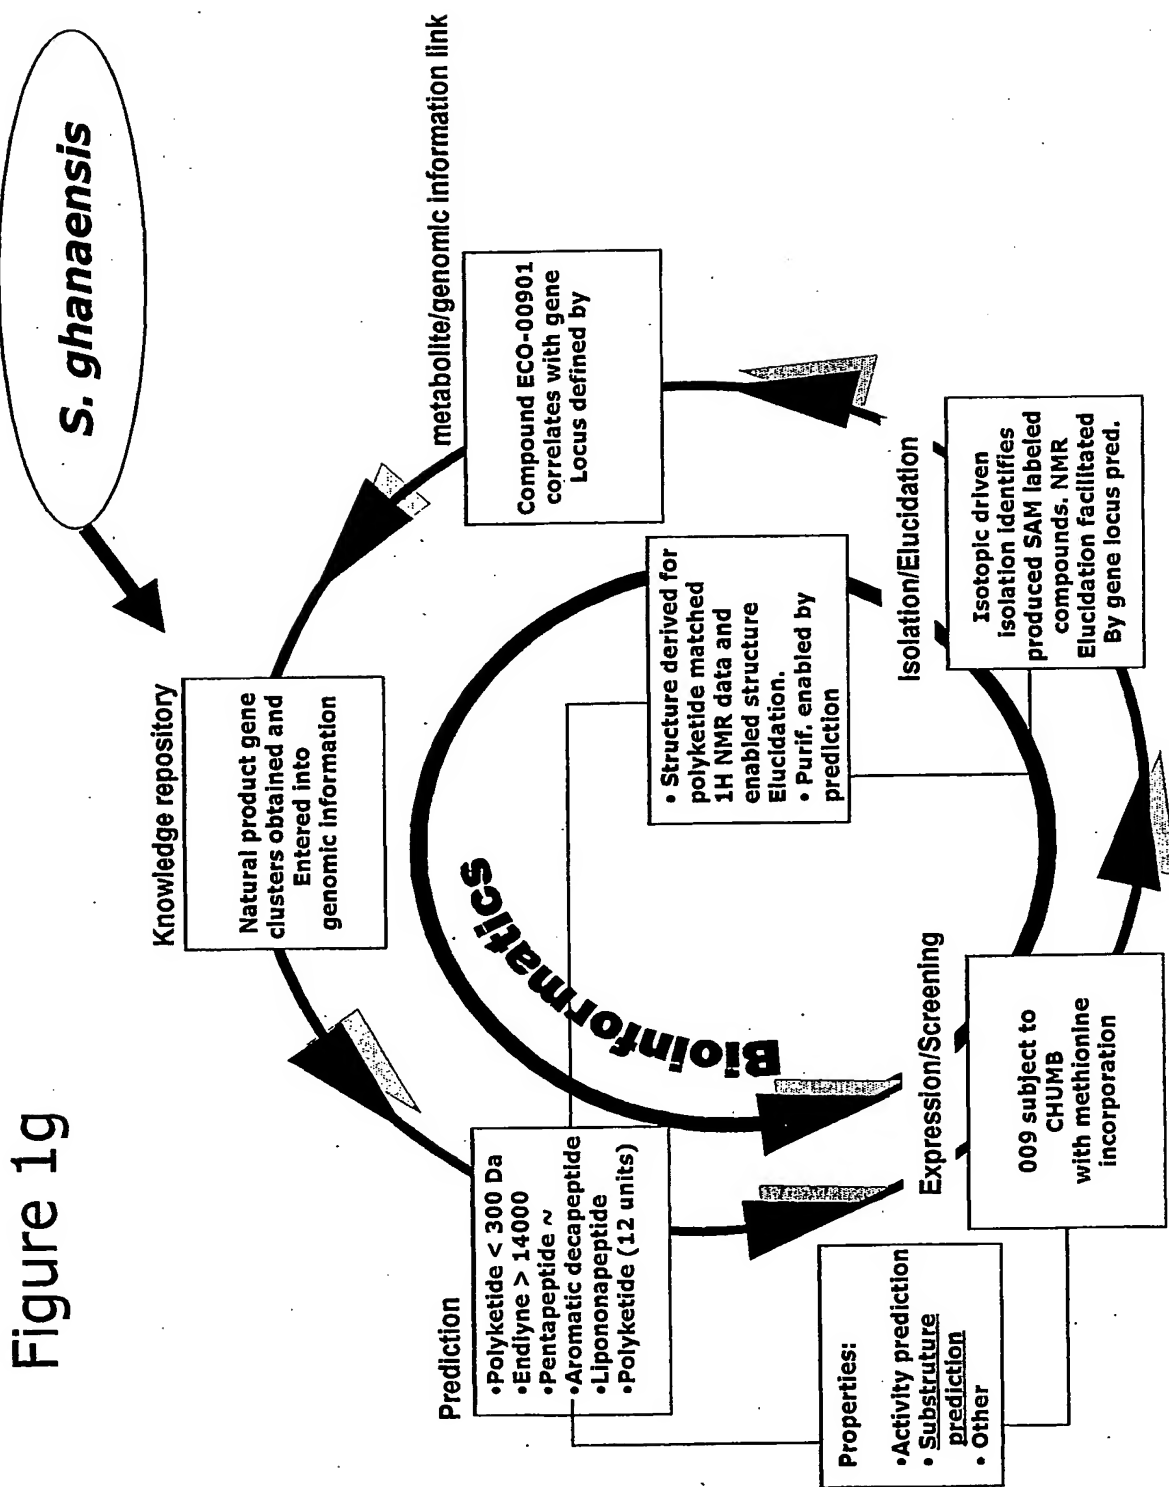 Figure 1g
S. ghanaensis
Knowledge repository
Natural product gene
clusters obtained and
Entered into
genomic information
metabolite/genomic information link
Compound ECO-00901
correlates with gene
Locus defined by
Prediction
•Polyketide < 300 Da
•Endiyne > 14000
•Pentapeptide ~
•Aromatic decapeptide
•Lipononapeptide
•Polyketide (12 units)
Bioinformatics
• Structure derived for
polyketide matched
1H NMR data and
enabled structure
Elucidation.
• Purif. enabled by
prediction
Properties:
•Activity prediction
• Substruture
prediction
• Other
Expression/Screening
009 subject to
CHUMB
with methionine
incorporation
Isolation/Elucidation
Isotopic driven
isolation identifies
produced SAM labeled
compounds. NMR
Elucidation facilitated
By gene locus pred.